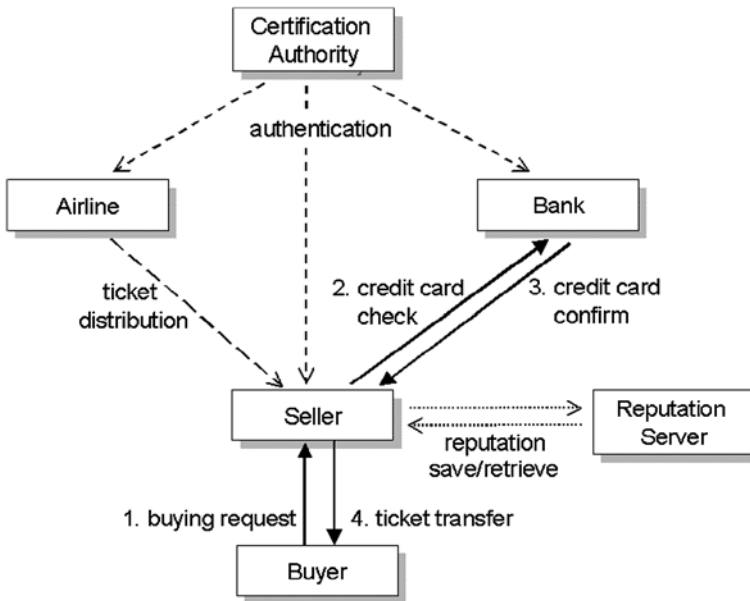 Certification
Authority
authentication
Airline
Bank
ticket
distribution
2. credit card
check
3. credit card
confirm
Seller
Reputation
Server
reputation
save/retrieve
1. buying request
4. ticket transfer
Buyer